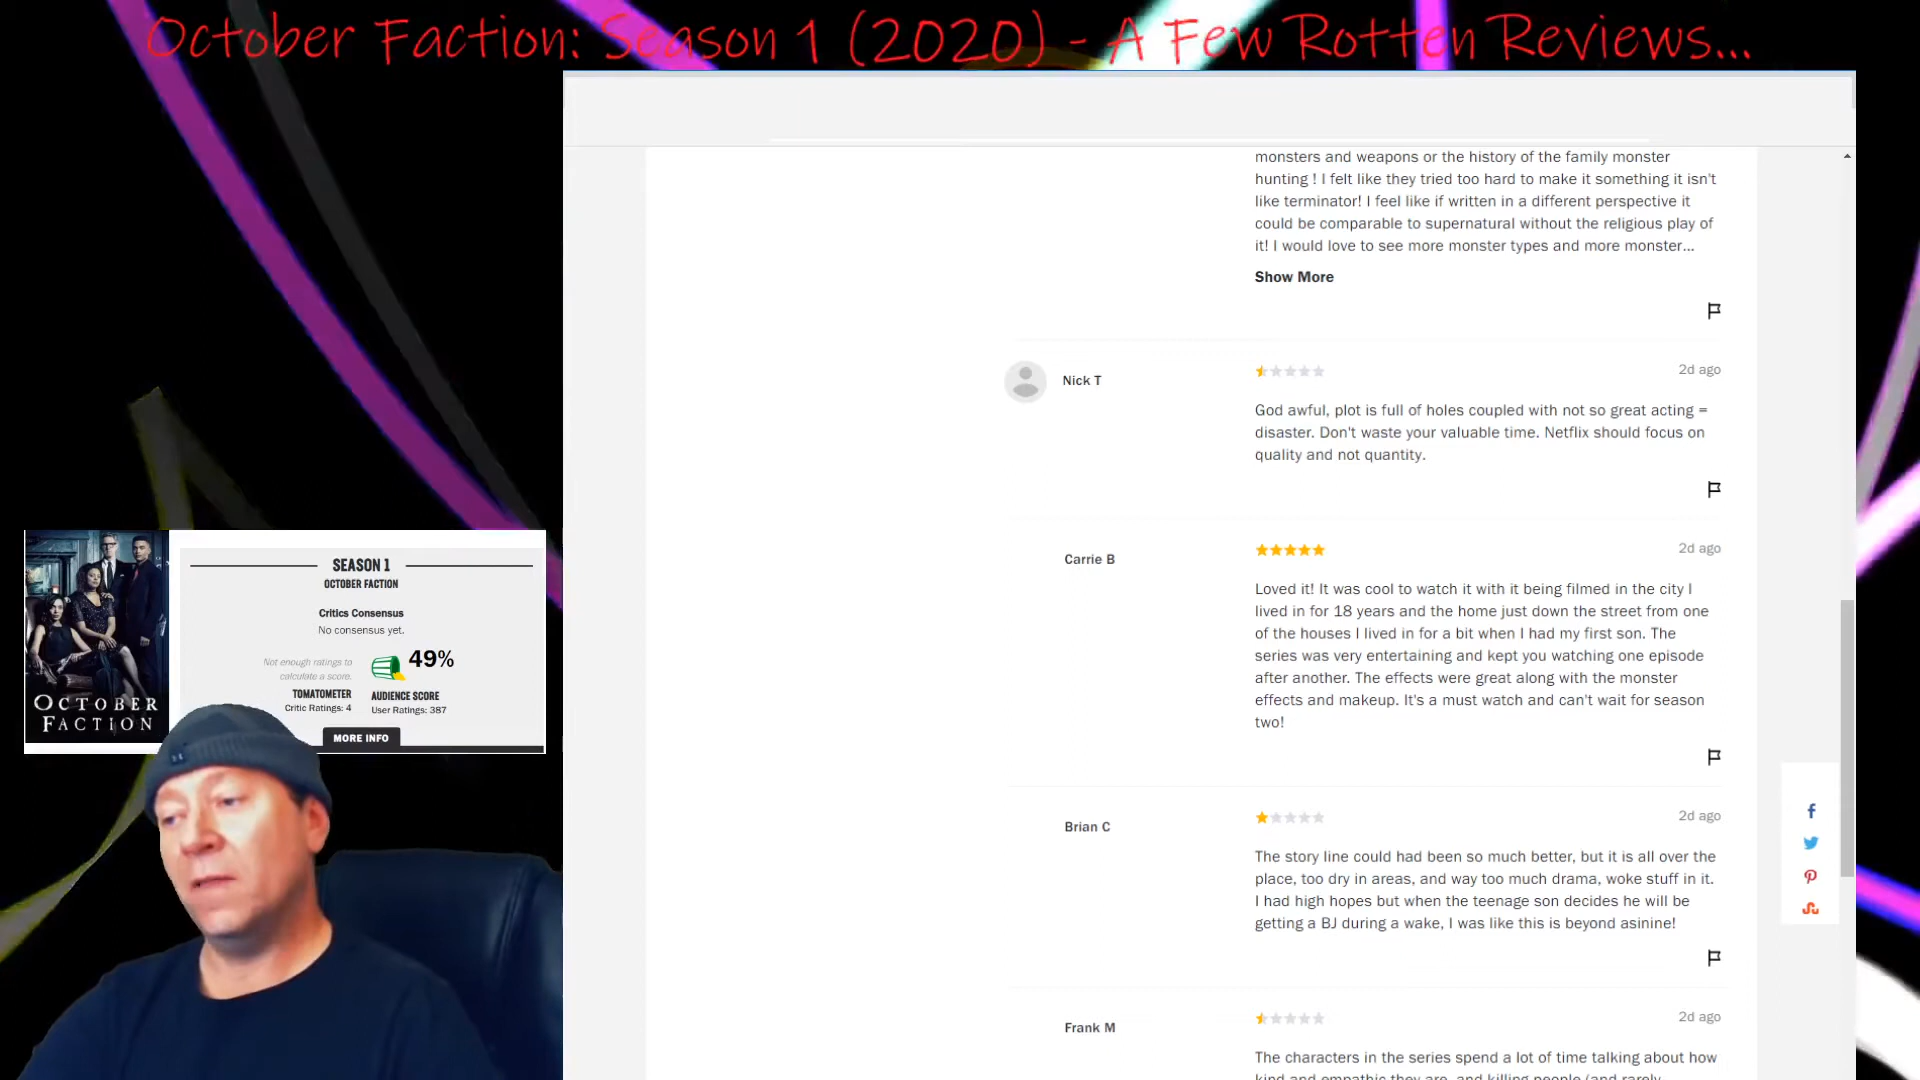 October Faction: Season 1 (2020) - A Few Rotten Reviews...
monsters and weapons or the history of the family monster
hunting ! I felt like they tried too hard to make it something it isn't
like terminator! I feel like if written in a different perspective it
could be comparable to supernatural without the religious play of
it! I would love to see more monster types and more monster...
Show More
Nick T
2d ago
God awful, plot is full of holes coupled with not so great acting =
disaster. Don't waste your valuable time. Netflix should focus on
quality and not quantity.
Carrie B
2d ago
Loved it! It was cool to watch it with it being filmed in the city I
lived in for 18 years and the home just down the street from one
of the houses I lived in for a bit when I had my first son. The
series was very entertaining and kept you watching one episode
after another. The effects were great along with the monster
effects and makeup. It's a must watch and can't wait for season
two!
Brian C
2d ago
The story line could had been so much better, but it is all over the
place, too dry in areas, and way too much drama, woke stuff in it.
I had high hopes but when the teenage son decides he will be
getting a BJ during a wake, I was like this is beyond asinine!
Frank M
2d ago
The characters in the series spend a lot of time talking about how
kind and empathic they are, and killing people (and rarely
OCTOBER
FACTION
SEASON 1
OCTOBER FACTION
Critics Consensus
No consensus yet.
Not enough ratings to
calculate a score.
TOMATOMETER
Critic Ratings: 4
49%
AUDIENCE SCORE
User Ratings: 387
MORE INFO